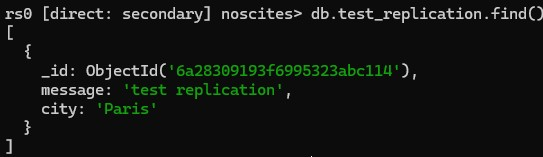 rs0 [direct: secondary] noscites> db.test_replication.find()
[
  {
    _id: ObjectId('6a28309193f6995323abc114'),
    message: 'test replication',
    city: 'Paris'
  }
]